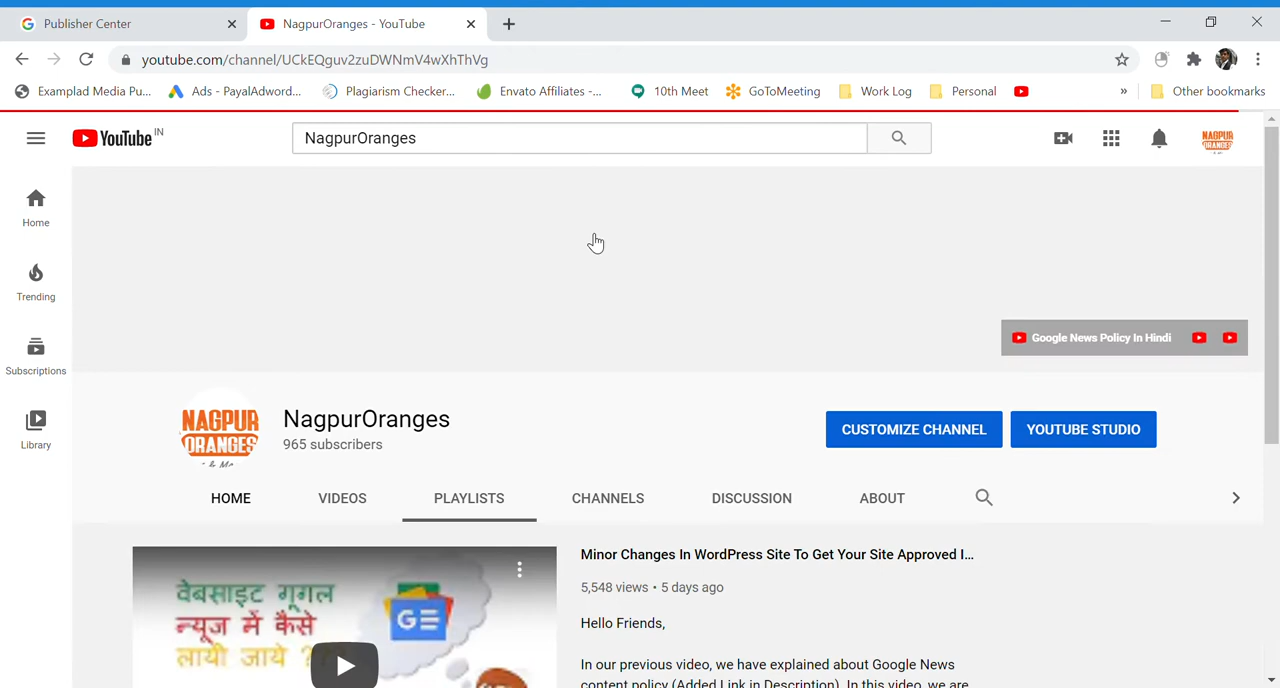 Publisher Center
NagpurOranges - YouTube
youtube.com/channel/UCkEQguv2zuDWNmV4wXhThVg
Examplad Media Pu... Ads - PayalAdword... Plagiarism Checker... Envato Affiliates -... 10th Meet GoToMeeting Work Log Personal » Other bookmarks
YouTube IN
NagpurOranges
NAGPUR
ORANGES
Home
Trending
Subscriptions
Library
Google News Policy In Hindi
NAGPUR
ORANGES
NagpurOranges
965 subscribers
CUSTOMIZE CHANNEL YOUTUBE STUDIO
HOME VIDEOS PLAYLISTS CHANNELS DISCUSSION ABOUT
वेबसाइट गूगल
न्यूज में कैसे
लायी जाये ??
GE
Minor Changes In WordPress Site To Get Your Site Approved I...
5,548 views • 5 days ago
Hello Friends,
In our previous video, we have explained about Google News
content policy (Added Link in Description). In this video, we are